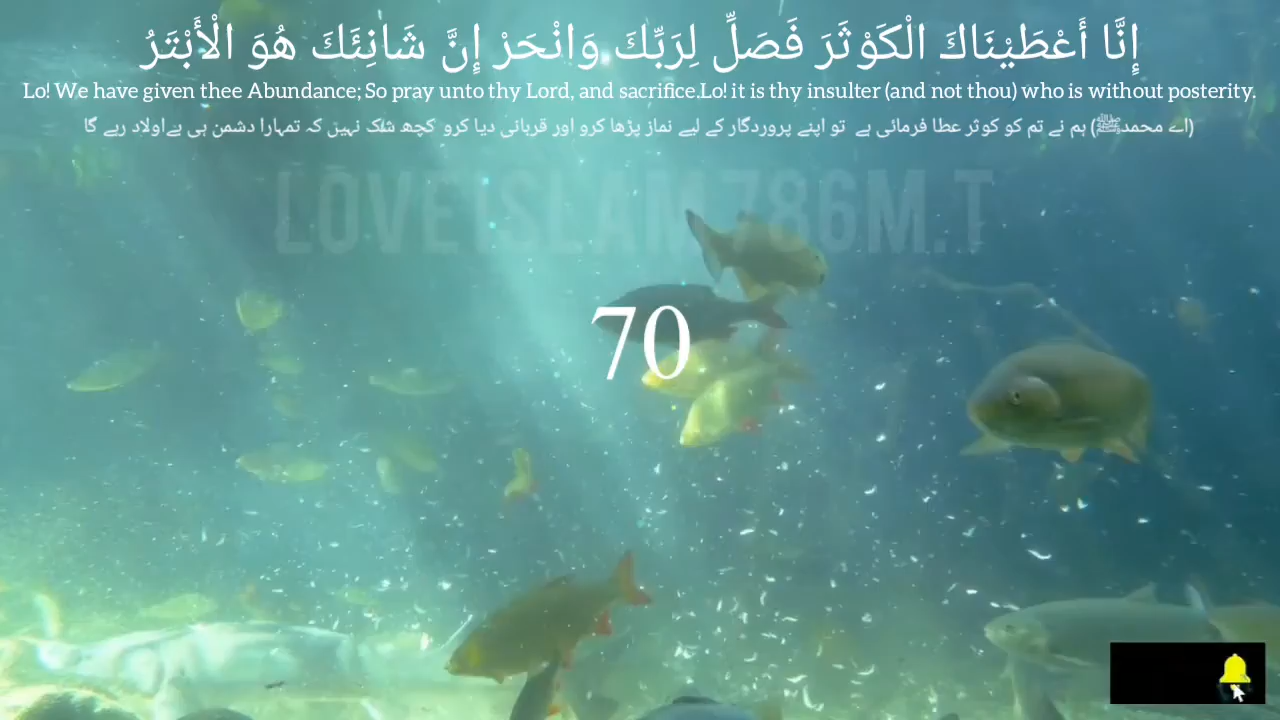 إِنَّا أَعْطَيْنَاكَ الْكَوْثَرَ فَصَلِّ لِرَبِّكَ وَانْحَرْ إِنَّ شَانِئَكَ هُوَ الْأَبْتَرُ
Lo! We have given thee Abundance; So pray unto thy Lord, and sacrifice.Lo! it is thy insulter (and not thou) who is without posterity.
(اے محمدﷺ) ہم نے تم کو کوثر عطا فرمائی ہے تو اپنے پروردگار کے لیے نماز پڑھا کرو اور قربانی دیا کرو کچھ شک نہیں کہ تمہارا دشمن ہی بےاولاد رہے گا
LOVEISLAM 786M.T
70